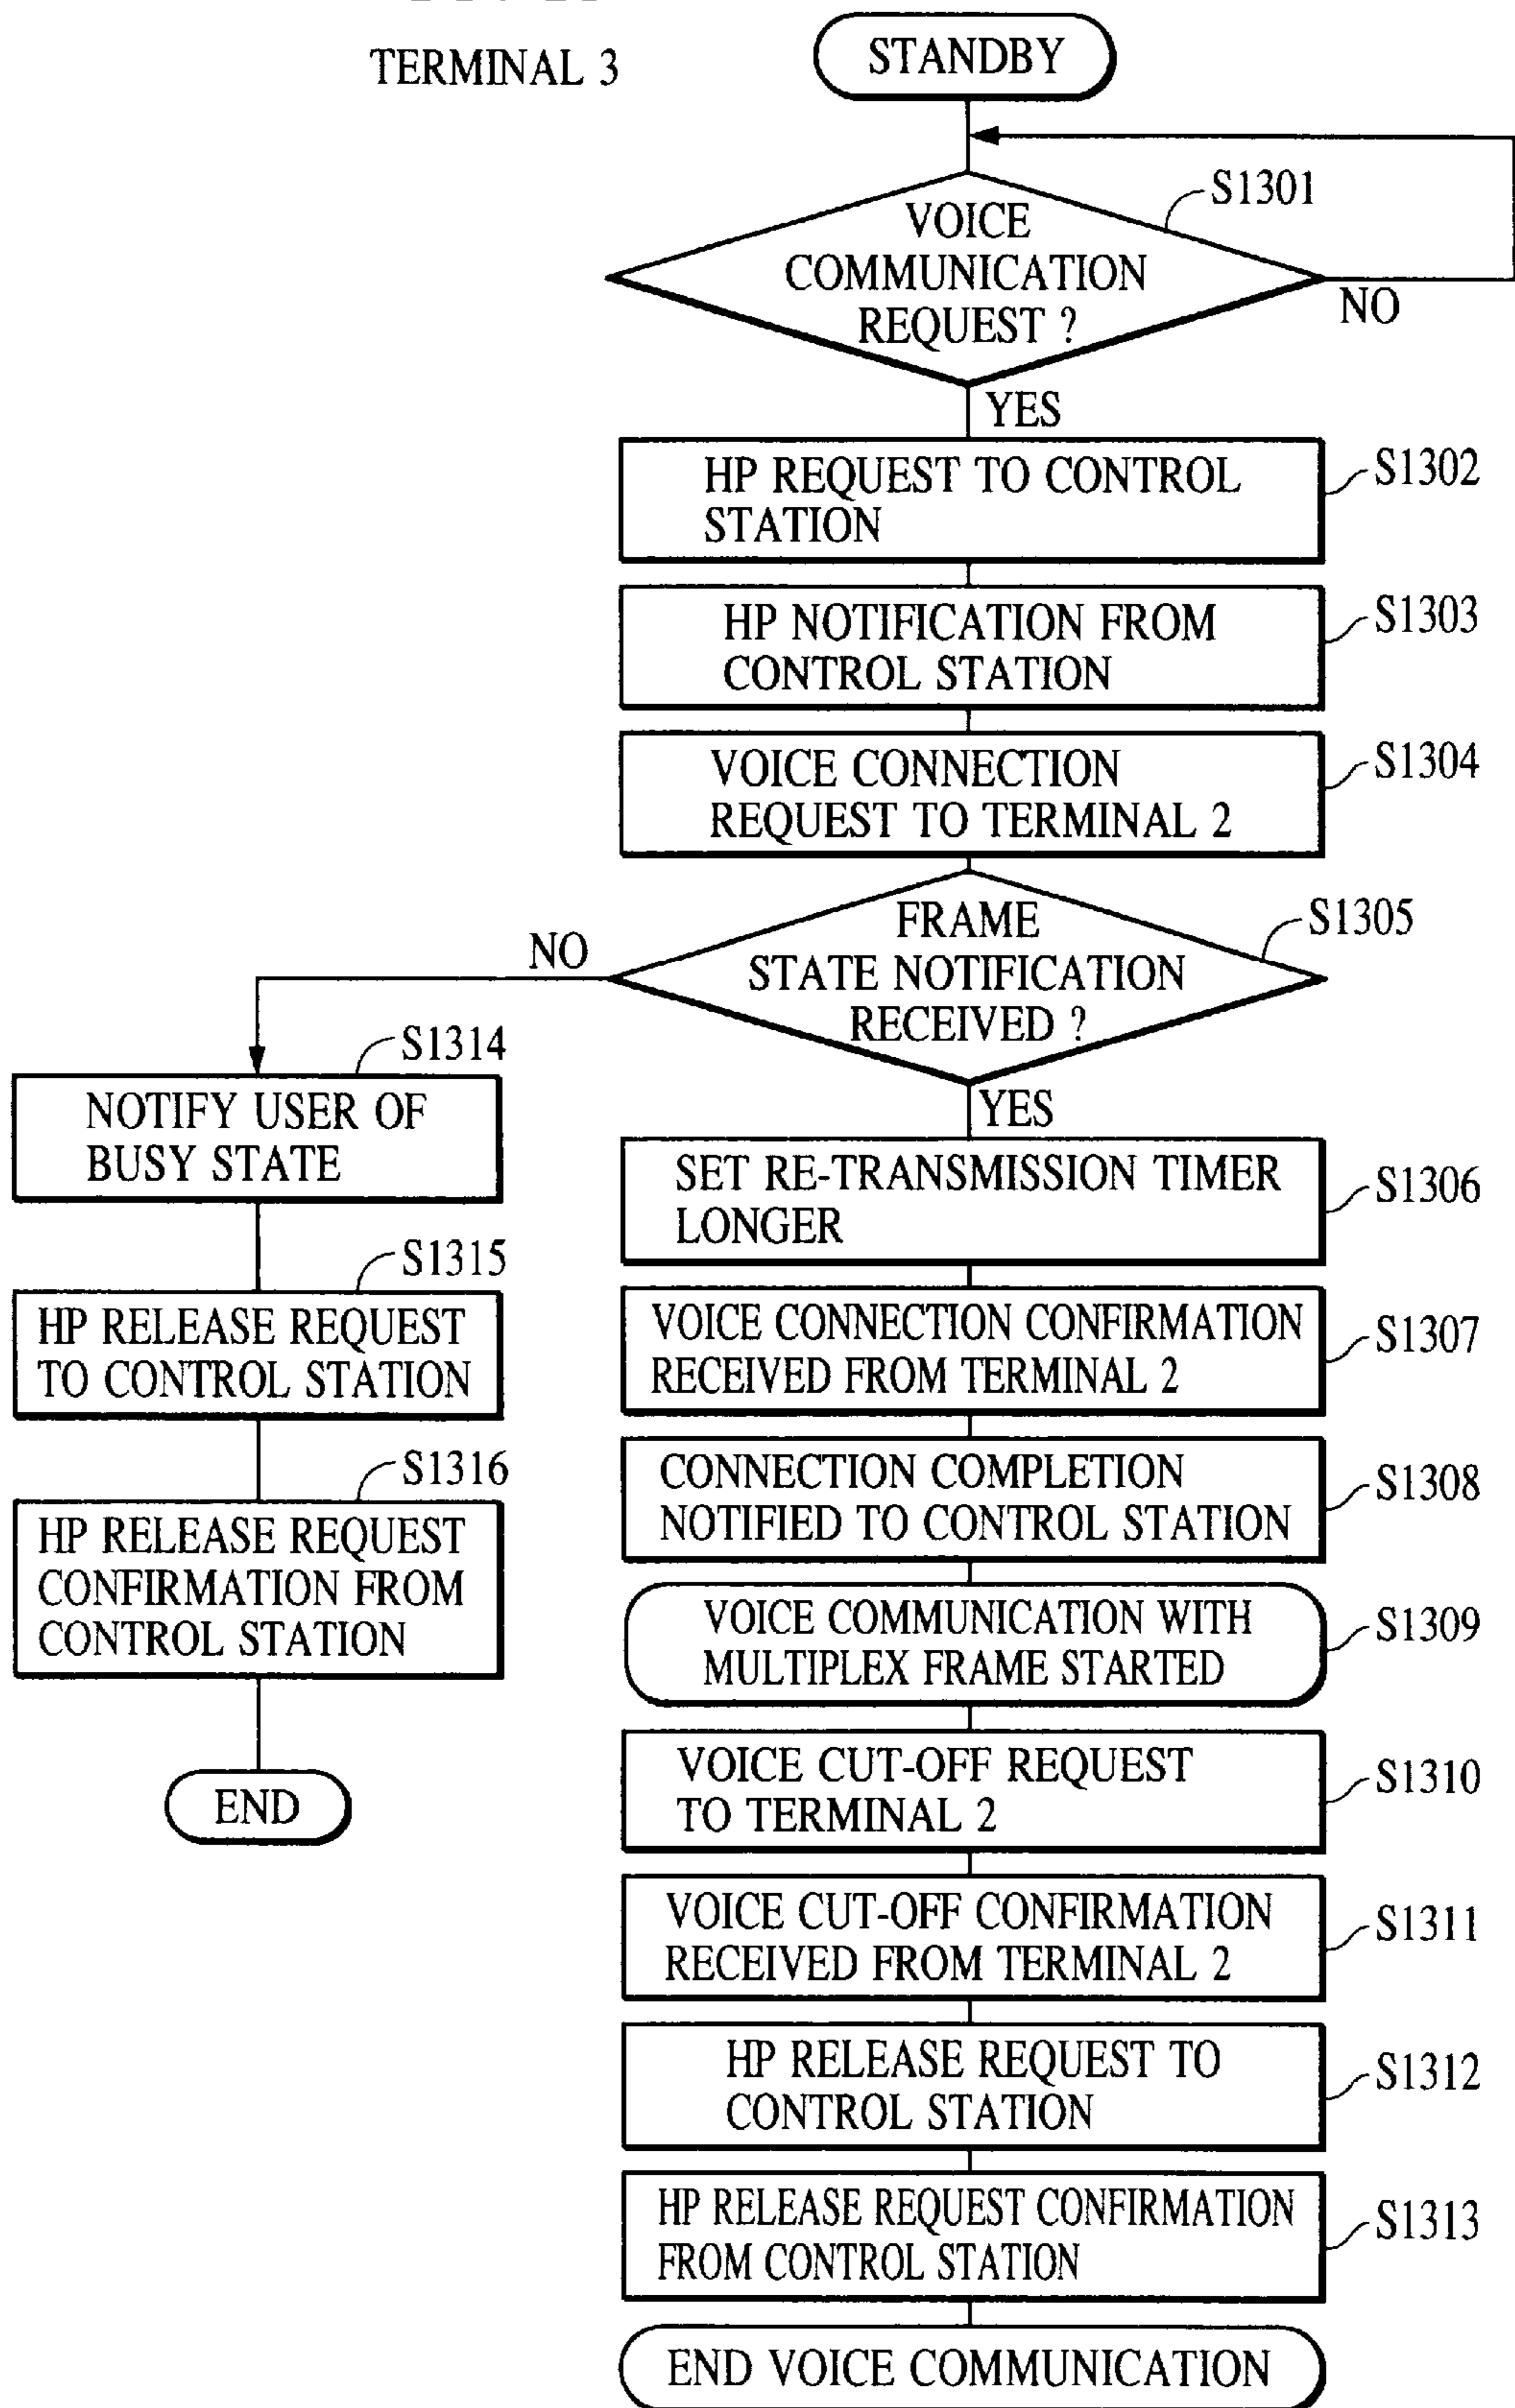 TERMINAL 3
STANDBY
S1301
VOICE
COMMUNICATION
REQUEST ?
NO
YES
HP REQUEST TO CONTROL
STATION
S1302
HP NOTIFICATION FROM
CONTROL STATION
S1303
VOICE CONNECTION
REQUEST TO TERMINAL 2
S1304
FRAME
STATE NOTIFICATION
RECEIVED ?
S1305
NO
YES
S1314
NOTIFY USER OF
BUSY STATE
S1315
HP RELEASE REQUEST
TO CONTROL STATION
S1316
HP RELEASE REQUEST
CONFIRMATION FROM
CONTROL STATION
END
SET RE-TRANSMISSION TIMER
LONGER
S1306
VOICE CONNECTION CONFIRMATION
RECEIVED FROM TERMINAL 2
S1307
CONNECTION COMPLETION
NOTIFIED TO CONTROL STATION
S1308
VOICE COMMUNICATION WITH
MULTIPLEX FRAME STARTED
S1309
VOICE CUT-OFF REQUEST
TO TERMINAL 2
S1310
VOICE CUT-OFF CONFIRMATION
RECEIVED FROM TERMINAL 2
S1311
HP RELEASE REQUEST TO
CONTROL STATION
S1312
HP RELEASE REQUEST CONFIRMATION
FROM CONTROL STATION
S1313
END VOICE COMMUNICATION